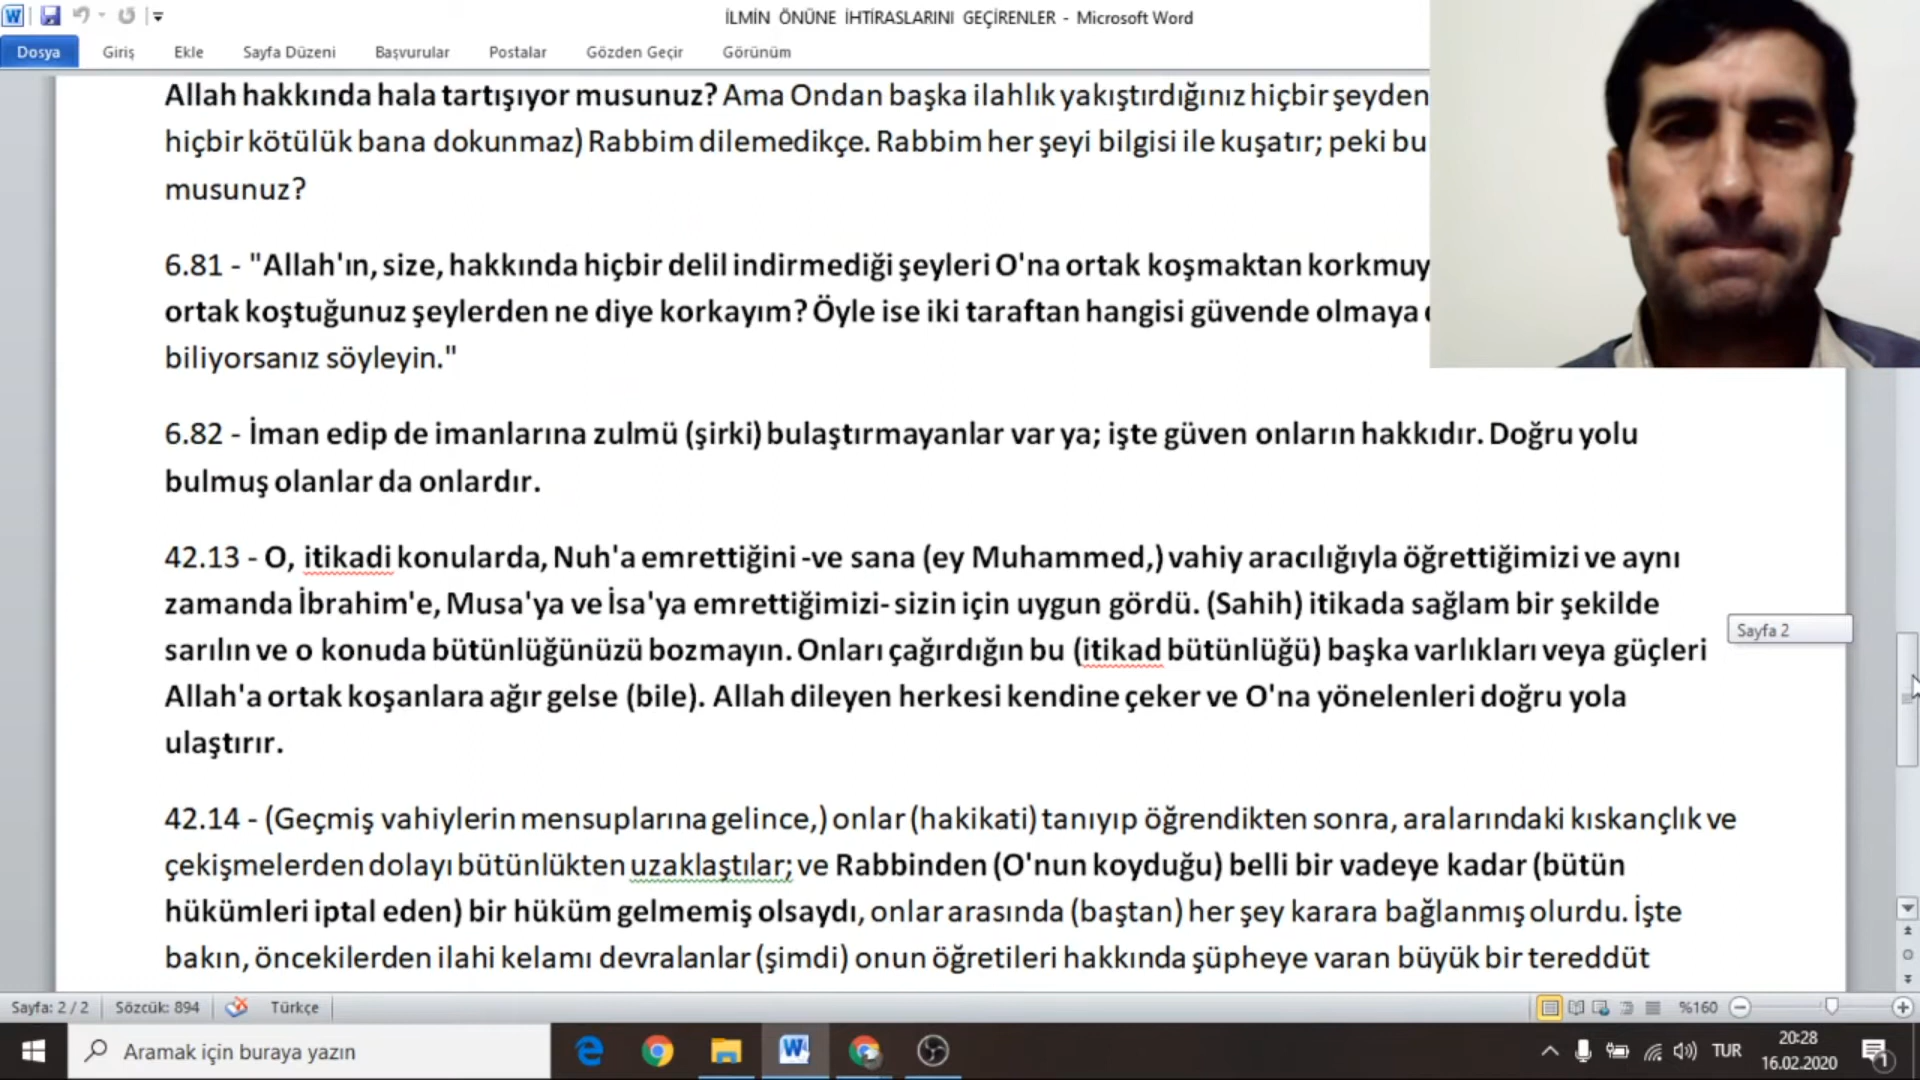 İLMİN ÖNÜNE İHTİRASLARINI GEÇİRENLER - Microsoft Word
Dosya Giriş Ekle Sayfa Düzeni Başvurular Postalar Gözden Geçir Görünüm
Allah hakkında hala tartışıyor musunuz? Ama Ondan başka ilahlık yakıştırdığınız hiçbir şeyden
hiçbir kötülük bana dokunmaz) Rabbim dilemedikçe. Rabbim her şeyi bilgisi ile kuşatır; peki bu
musunuz?
6.81 - "Allah'ın, size, hakkında hiçbir delil indirmediği şeyleri O'na ortak koşmaktan
ortak koştuğunuz şeylerden ne diye korkayım? Öyle ise iki taraftan hangisi güvende olmaya
biliyorsanız söyleyin."
6.82 - İman edip de imanlarına zulmü (şirki) bulaştırmayanlar var ya; işte güven onların hakkıdır. Doğru yolu
bulmuş olanlar da onlardır.
42.13 - O, itikadi konularda, Nuh'a emrettiğini -ve sana (ey Muhammed,) vahiy aracılığıyla öğrettiğimizi ve aynı
zamanda İbrahim'e, Musa'ya ve İsa'ya emrettiğimizi- sizin için uygun gördü. (Sahih) itikada sağlam bir şekilde
sarılın ve o konuda bütünlüğünüzü bozmayın. Onları çağırdığın bu (itikad bütünlüğü) başka varlıkları veya güçleri
Allah'a ortak koşanlara ağır gelse (bile). Allah dileyen herkesi kendine çeker ve O'na yönelenleri doğru yola
ulaştırır.
Sayfa 2
42.14 - (Geçmiş vahiylerin mensuplarına gelince,) onlar (hakikati) tanıyıp öğrendikten sonra, aralarındaki kıskançlık ve
çekişmelerden dolayı bütünlükten uzaklaştılar; ve Rabbinden (O'nun koyduğu) belli bir vadeye kadar (bütün
hükümleri iptal eden) bir hüküm gelmemiş olsaydı, onlar arasında (baştan) her şey karara bağlanmış olurdu. İşte
bakın, öncekilerden ilahi kelamı devralanlar (şimdi) onun öğretileri hakkında şüpheye varan büyük bir tereddüt
Sayfa: 2 / 2 Sözcük: 894 Türkçe %160
Aramak için buraya yazın
TUR
20:28
16.02.2020
1